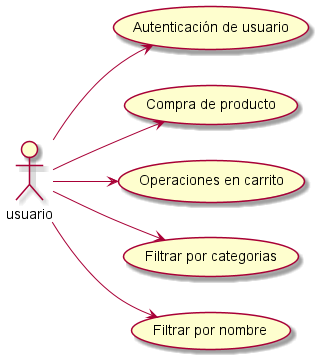 Autenticación de usuario
Compra de producto
usuario
Operaciones en carrito
Filtrar por categorias
Filtrar por nombre